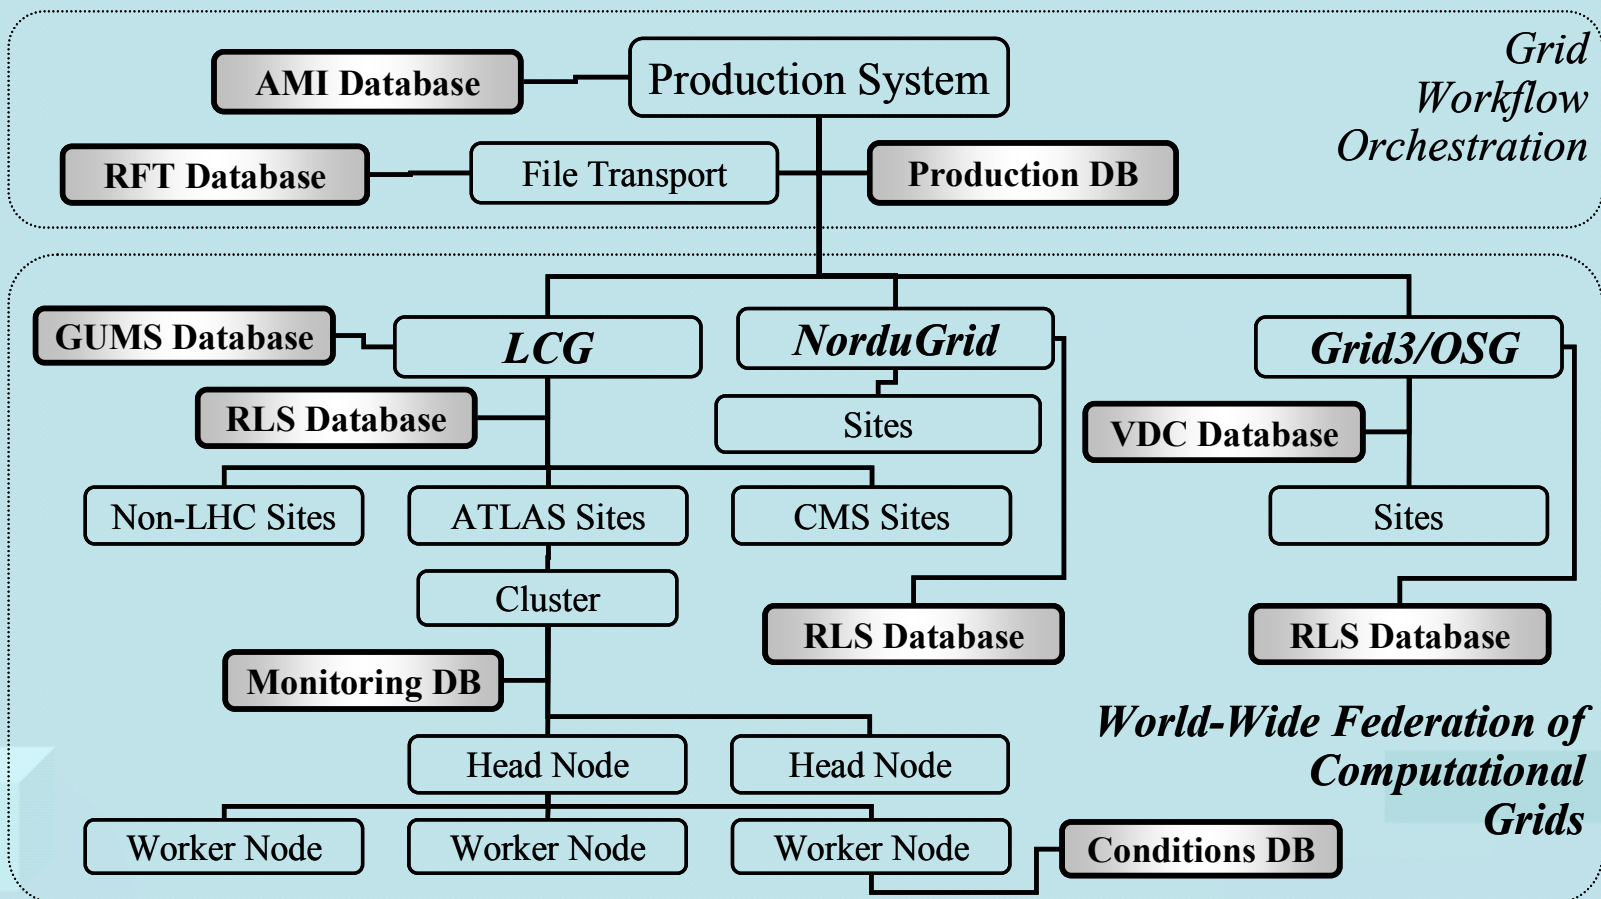 Production System
AMI Database
Grid
Workflow
Orchestration
RFT Database
File Transport
Production DB
GUMS Database
LCG
NorduGrid
Grid3/OSG
RLS Database
Sites
VDC Database
Non-LHC Sites
ATLAS Sites
CMS Sites
Sites
Cluster
RLS Database
RLS Database
Monitoring DB
World-Wide Federation of
Computational
Grids
Head Node
Head Node
Worker Node
Worker Node
Worker Node
Conditions DB